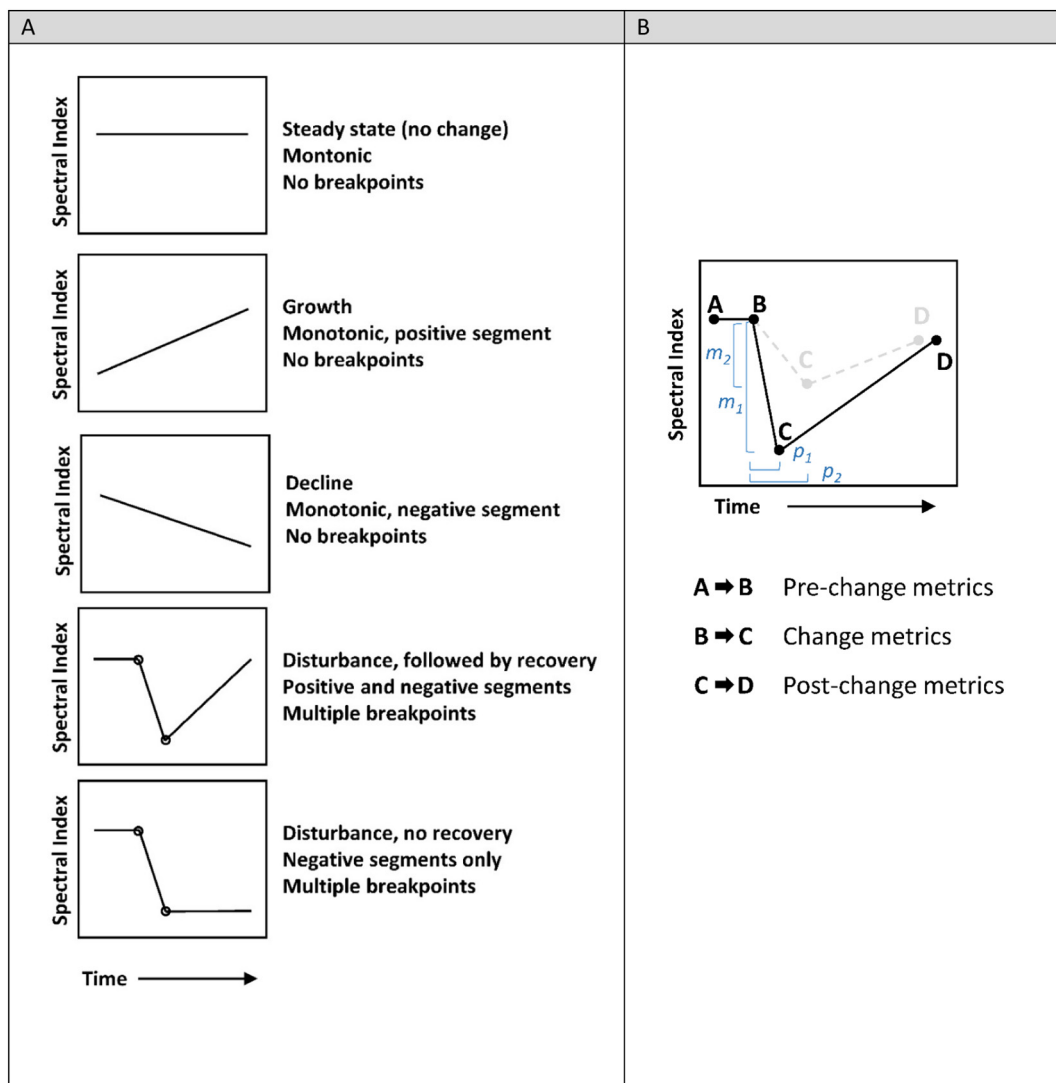 A
Spectral Index
Steady state (no change)
Montonic
No breakpoints
Spectral Index
Growth
Monotonic, positive segment
No breakpoints
Spectral Index
Decline
Monotonic, negative segment
No breakpoints
Spectral Index
Disturbance, followed by recovery
Positive and negative segments
Multiple breakpoints
Spectral Index
Disturbance, no recovery
Negative segments only
Multiple breakpoints
Time
B
Spectral Index
A
B
D
m2
C
D
m1
C
p1
p2
Time
A ➡ B Pre-change metrics
B ➡ C Change metrics
C ➡ D Post-change metrics